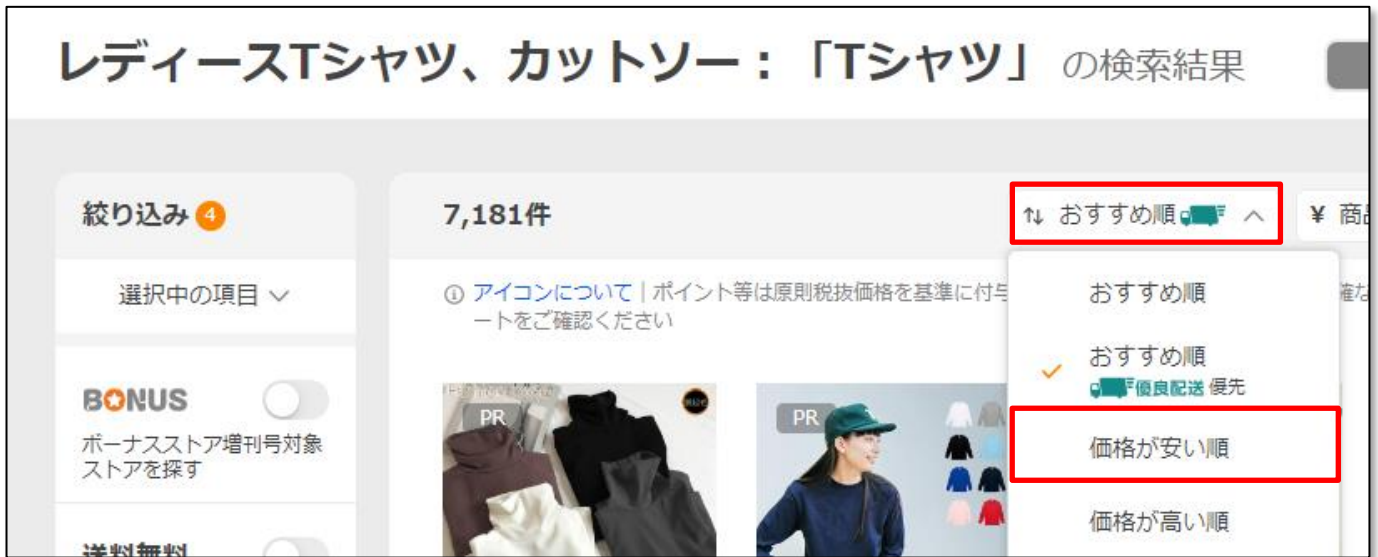 レディースTシャツ、カットソー：「Tシャツ」の検索結果
絞り込み 4
7,181件
おすすめ順
¥ 商品
選択中の項目
アイコンについて｜ポイント等は原則税抜価格を基準に付与
ートをご確認ください
おすすめ順
おすすめ順
優良配送 優先
価格が安い順
価格が高い順
BONUS
ボーナスストア増刊号対象
ストアを探す
PR
PR
送料無料